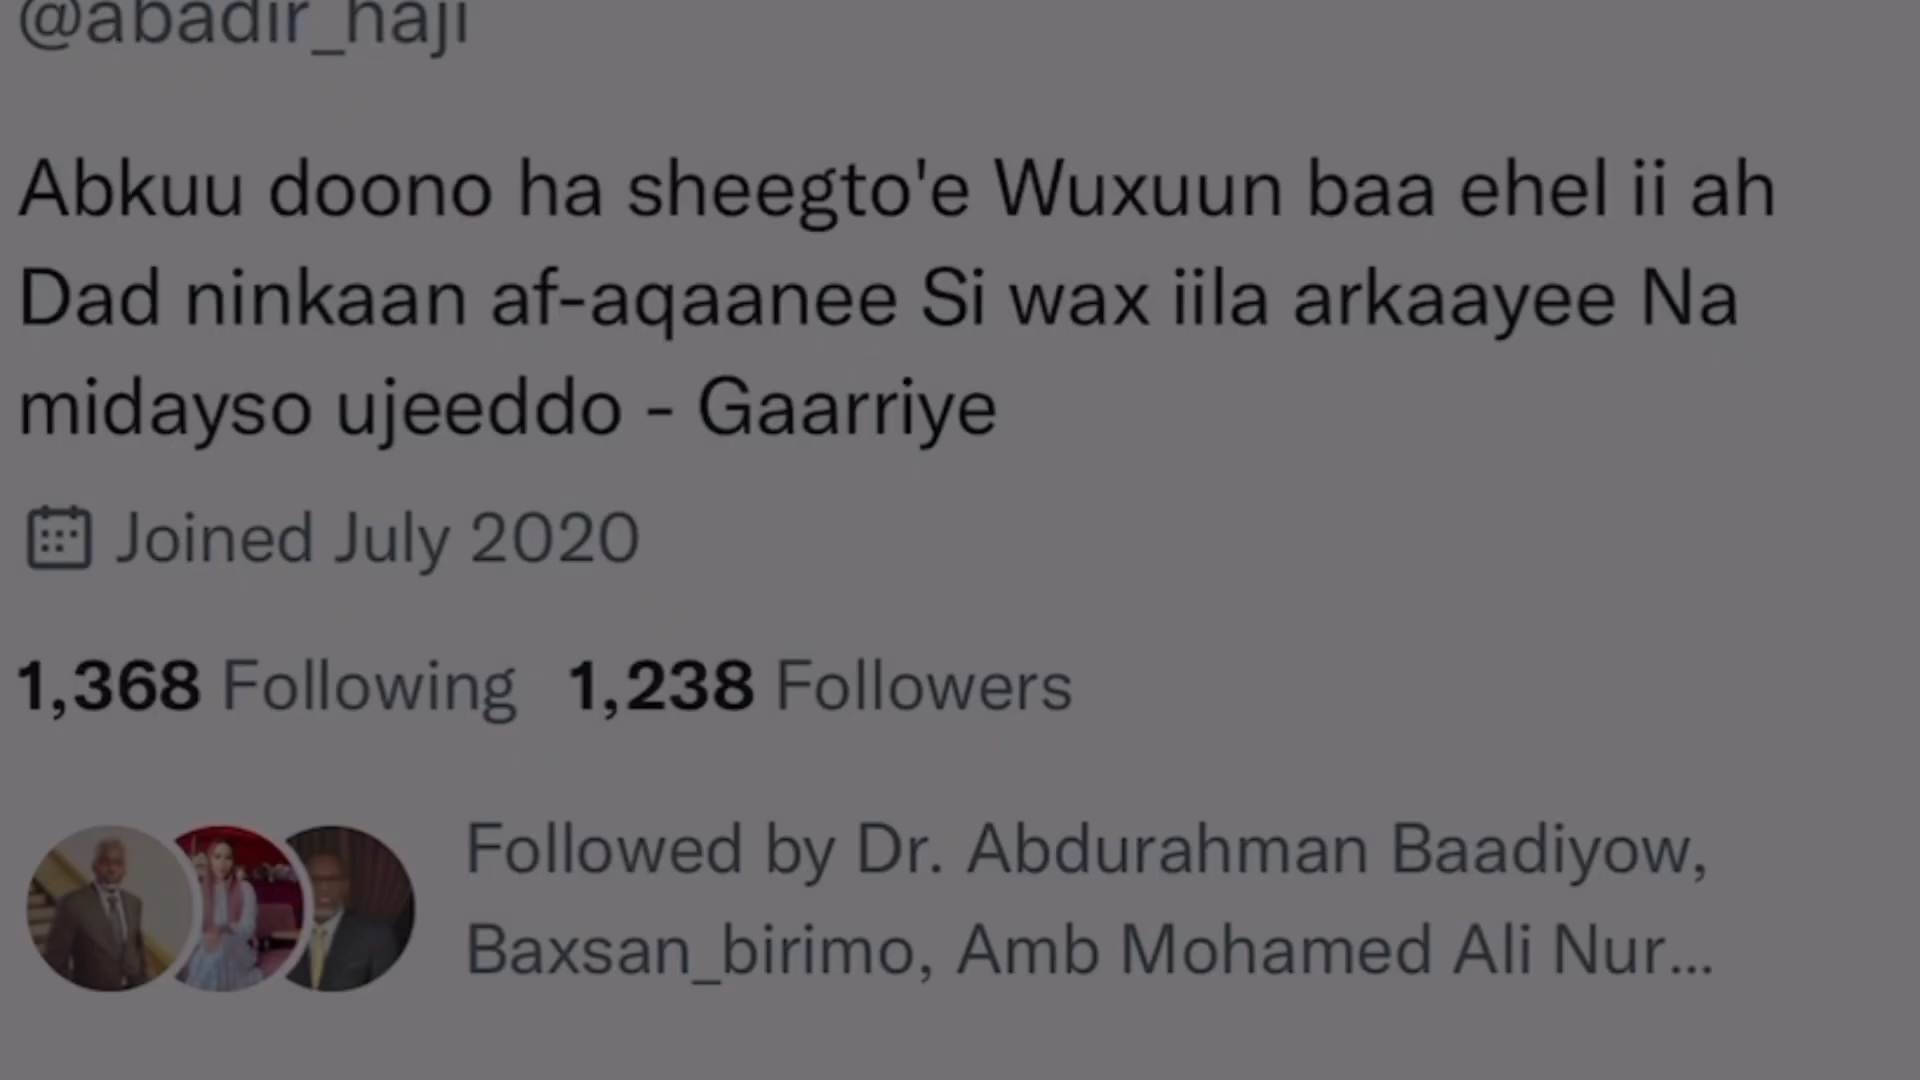 @abadir_haji
Abkuu doono ha sheegto'e Wuxuun baa ehel ii ah
Dad ninkaan af-aqaanee Si wax iila arkaayee Na
midayso ujeeddo - Gaarriye
Joined July 2020
1,368 Following 1,238 Followers
Followed by Dr. Abdurahman Baadiyow,
Baxsan_birimo, Amb Mohamed Ali Nur...